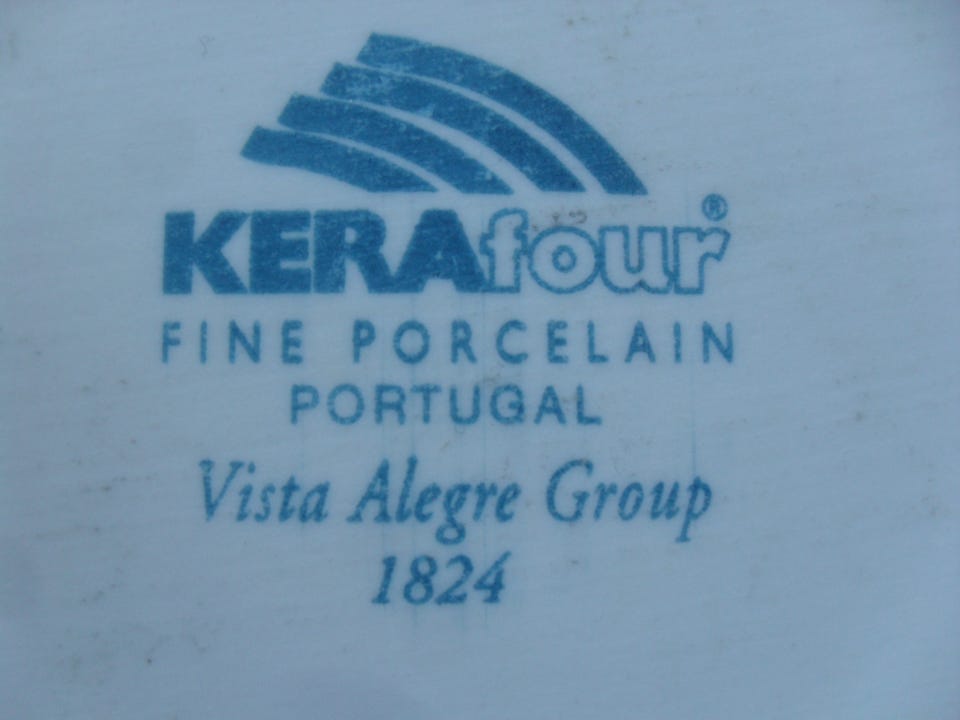 KERAfour®
FINE PORCELAIN
PORTUGAL
Vista Alegre Group
1824